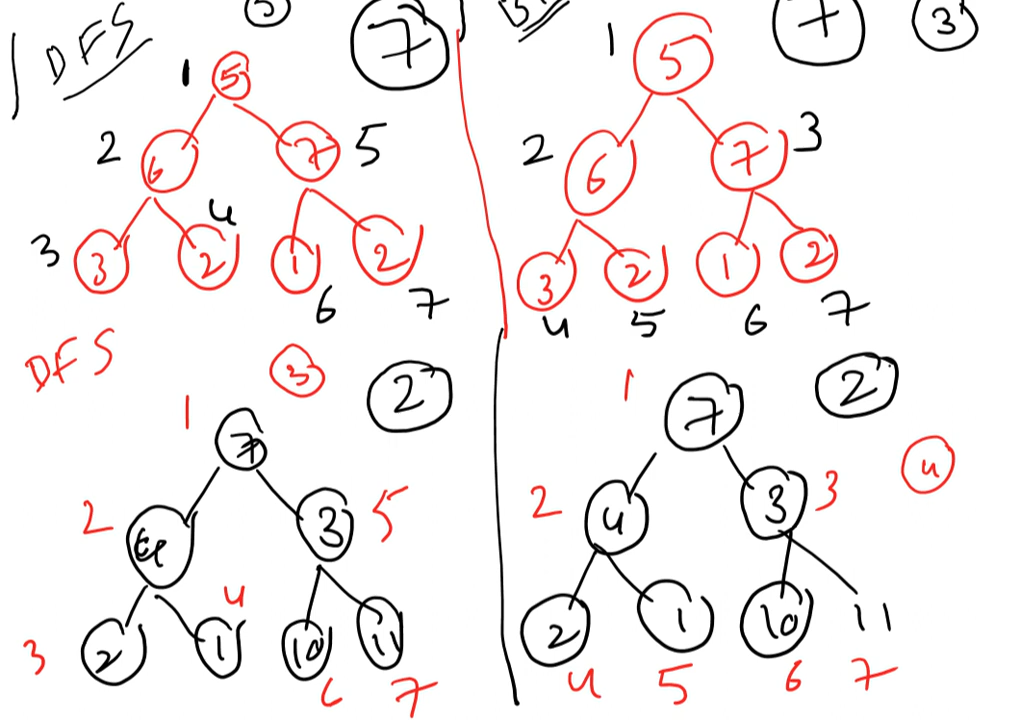 DFS 5 7
1 5
2 6 7 5
3 3 2 4 1 2
6 7
B 7 3
1 5
2 6 7 3
3 2 1 2
4 5 6 7
DFS 3 2
1 7
2 4 3 5
4
3 2 1 10 11
6 7
1 7 2
4
2 4 3 3
2 1 10 11
4 5 6 7